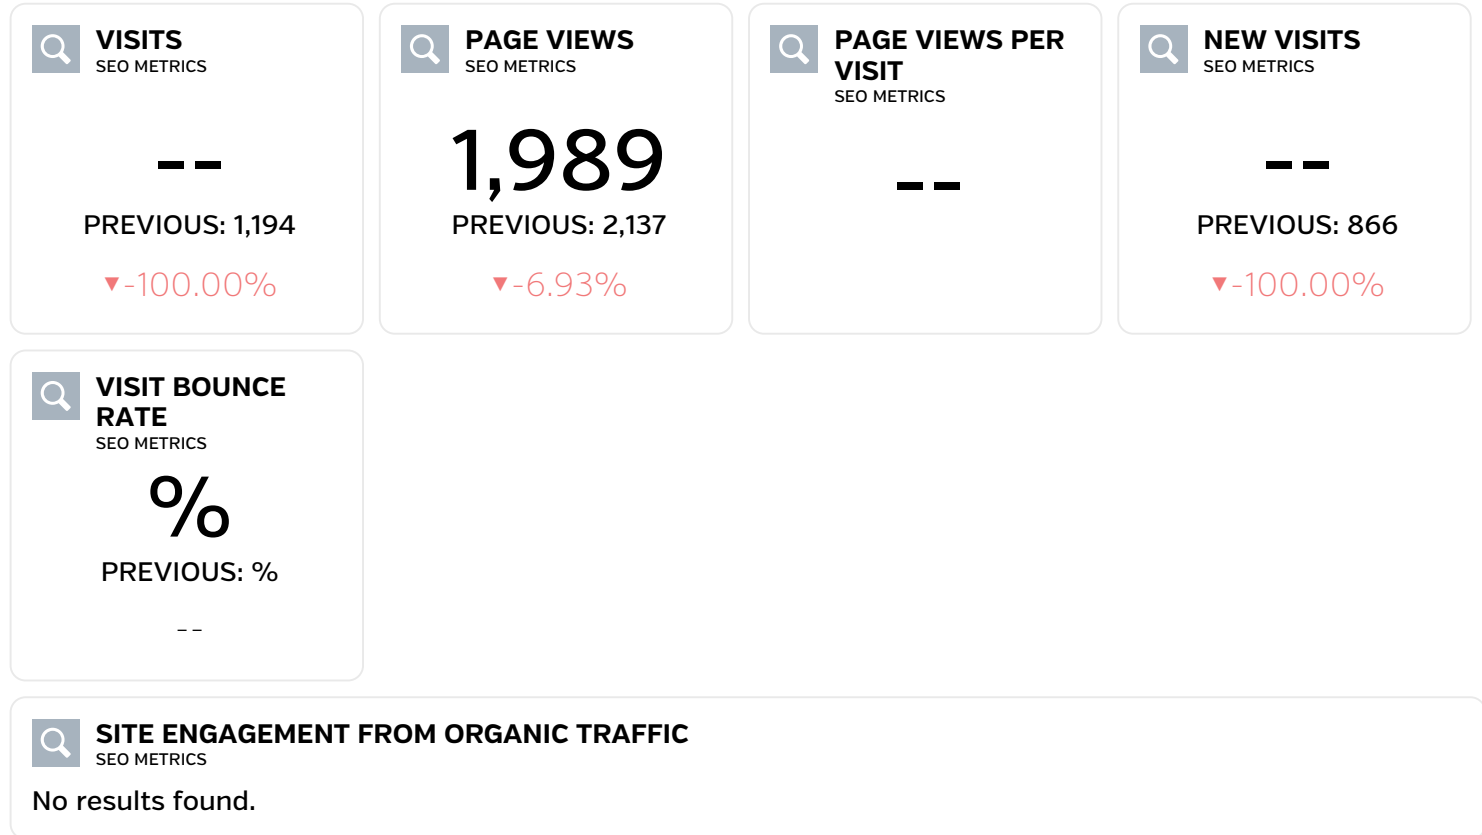 VISITS
SEO METRICS
--
PREVIOUS: 1,194
▼-100.00%
PAGE VIEWS
SEO METRICS
1,989
PREVIOUS: 2,137
▼-6.93%
PAGE VIEWS PER
VISIT
SEO METRICS
--
NEW VISITS
SEO METRICS
--
PREVIOUS: 866
▼-100.00%
VISIT BOUNCE
RATE
SEO METRICS
%
PREVIOUS: %
--
SITE ENGAGEMENT FROM ORGANIC TRAFFIC
SEO METRICS
No results found.